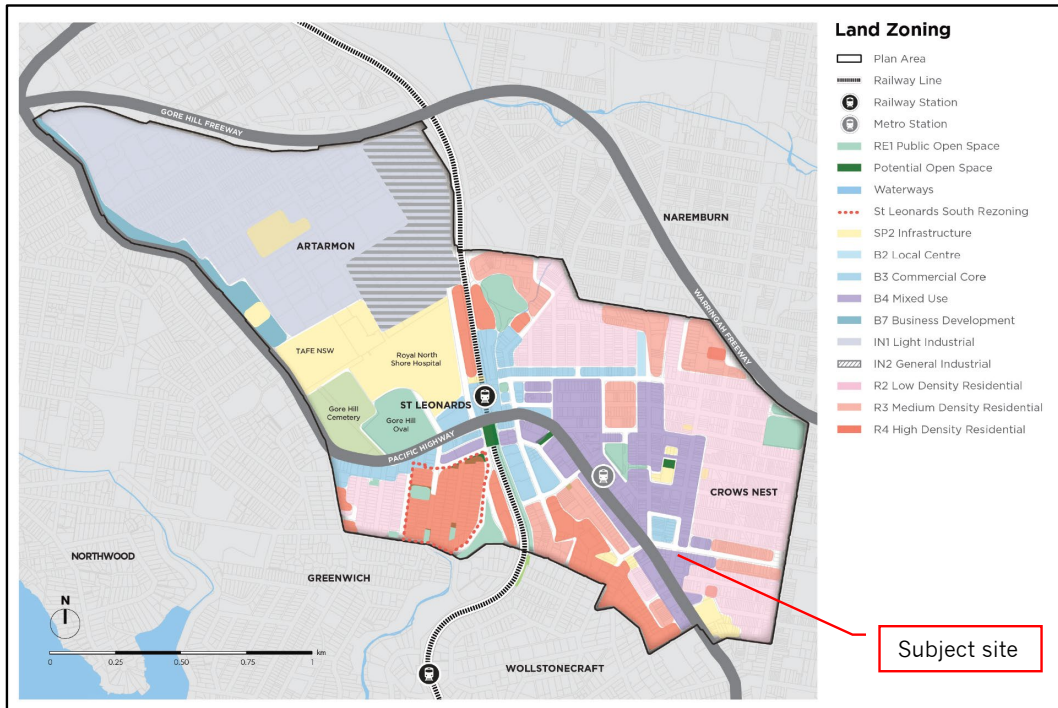 GORE HILL FREEWAY
NAREMBURN
ARTARMON
WARRINGAH FREEWAY
TAFE NSW
Royal North
Shore Hospital
Gore Hill
Cemetery
Gore Hill
Oval
ST LEONARDS
PACIFIC HIGHWAY
CROWS NEST
NORTHWOOD
GREENWICH
WOLLSTONECRAFT
N
0 0.25 0.50 0.75 1
km
Land Zoning
Plan Area
Railway Line
Railway Station
Metro Station
RE1 Public Open Space
Potential Open Space
Waterways
St Leonards South Rezoning
SP2 Infrastructure
B2 Local Centre
B3 Commercial Core
B4 Mixed Use
B7 Business Development
IN1 Light Industrial
IN2 General Industrial
R2 Low Density Residential
R3 Medium Density Residential
R4 High Density Residential
Subject site